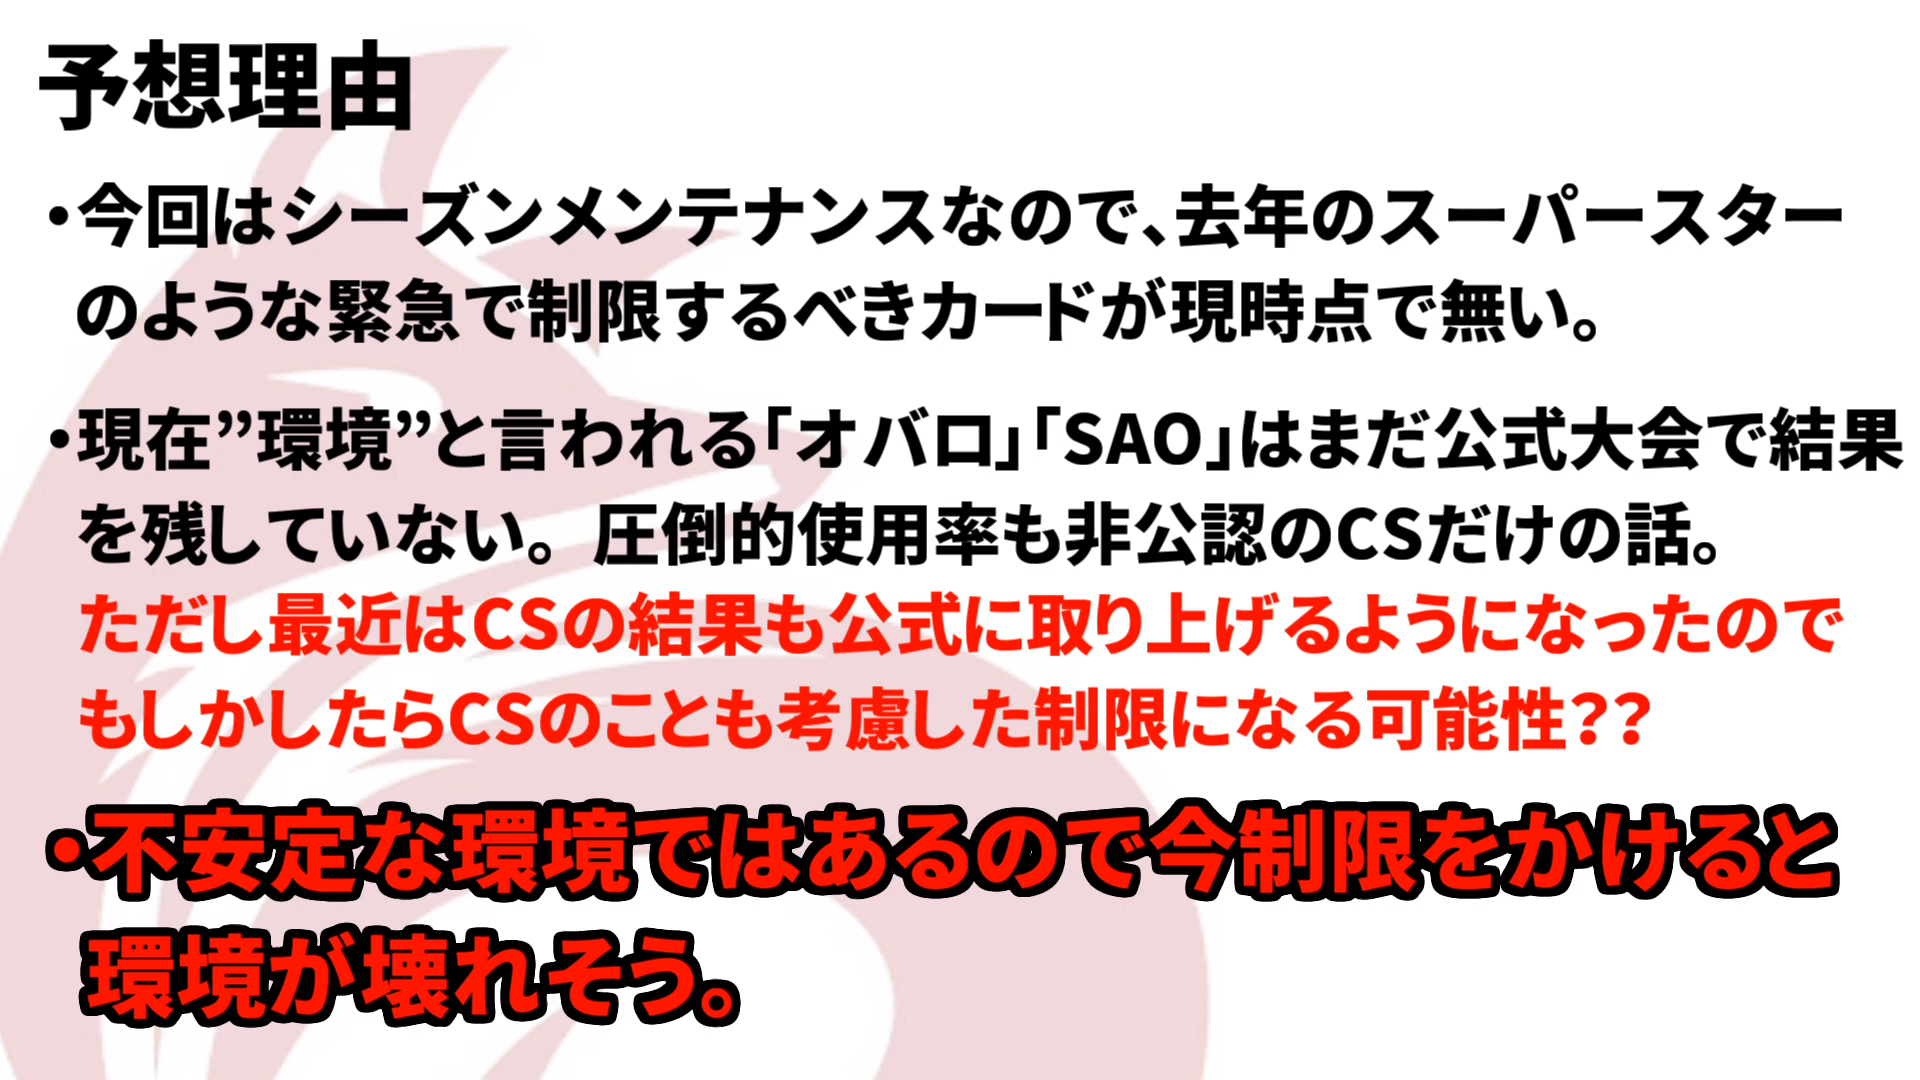 予想理由
・今回はシーズンメンテナンスなので、去年のスーパースター
のような緊急で制限するべきカードが現時点で無い。
・現在”環境”と言われる「オバロ」「SAO」はまだ公式大会で結果
を残していない。圧倒的使用率も非公認のCSだけの話。
ただし最近はCSの結果も公式に取り上げるようになったので
もしかしたらCSのことも考慮した制限になる可能性??
・不安定な環境ではあるので今制限をかけると
環境が壊れそう。